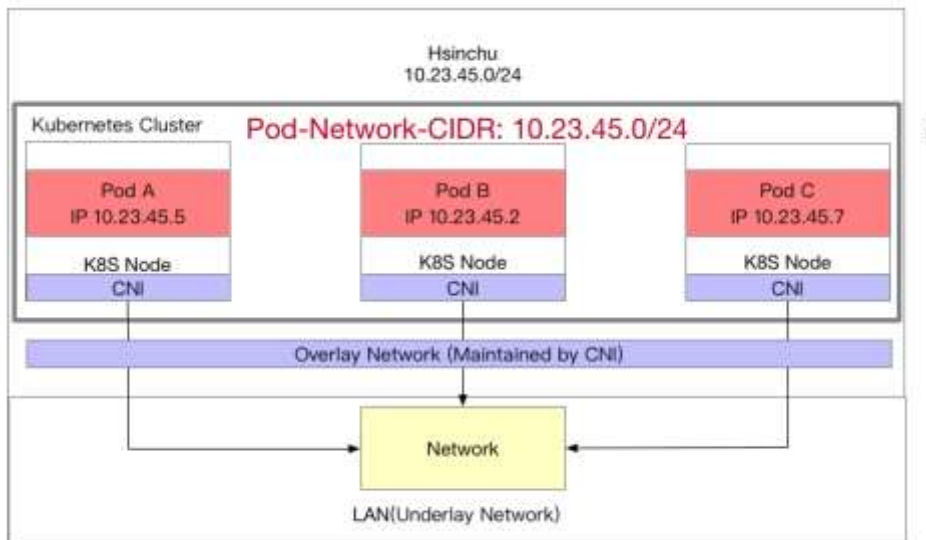 Hsinchu
10.23.45.0/24
Kubernetes Cluster
Pod-Network-CIDR: 10.23.45.0/24
Pod A
IP 10.23.45.5
K8S Node
CNI
Pod B
IP 10.23.45.2
K8S Node
CNI
Pod C
IP 10.23.45.7
K8S Node
CNI
Overlay Network (Maintained by CNI)
Network
LAN(Underlay Network)